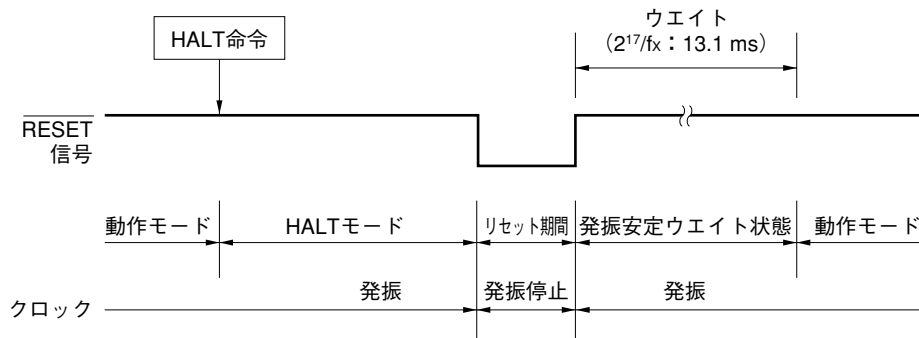 ウエイト
（2¹⁷/fx：13.1 ms）
HALT命令
RESET
信号
動作モード HALTモード リセット期間 発振安定ウエイト状態 動作モード
クロック 発振 発振停止 発振